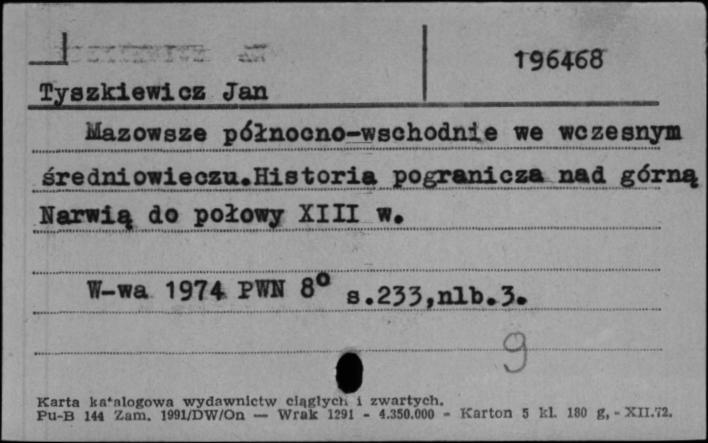 196468
Tyszkiewicz Jan
Mazowsze północno-wschodnie we wczesnym
średniowieczu.Historia pogranicza nad górną
Narwią do połowy XIII w.
W-wa 1974 PWN 8° s.233,nlb.3.
9
Karta katalogowa wydawnictw ciągłych i zwartych.
Pu-B 144 Zam. 1991/DW/On — Wrak 1291 - 4.350.000 - Karton 5 kl. 180 g, - XII.72.